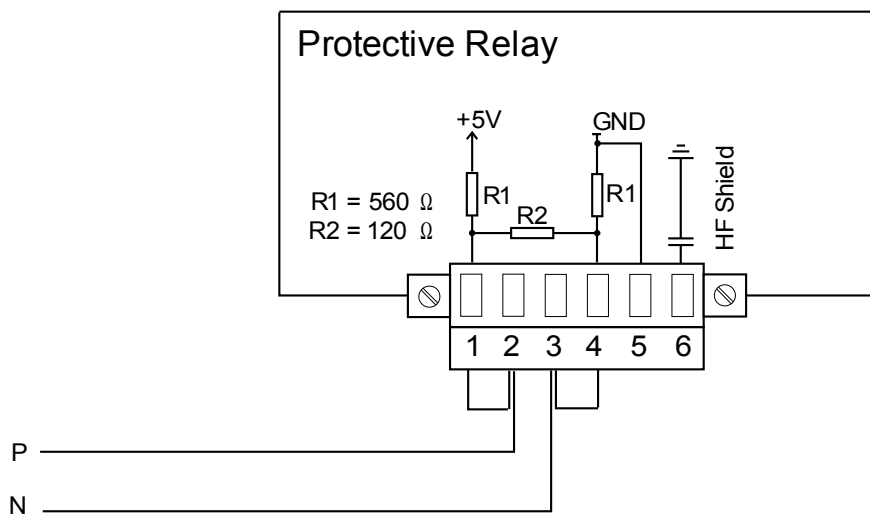 Protective Relay
+5V
GND
R1
R1
R2
R1 = 560 Ω
R2 = 120 Ω
HF Shield
1 2 3 4 5 6
P
N